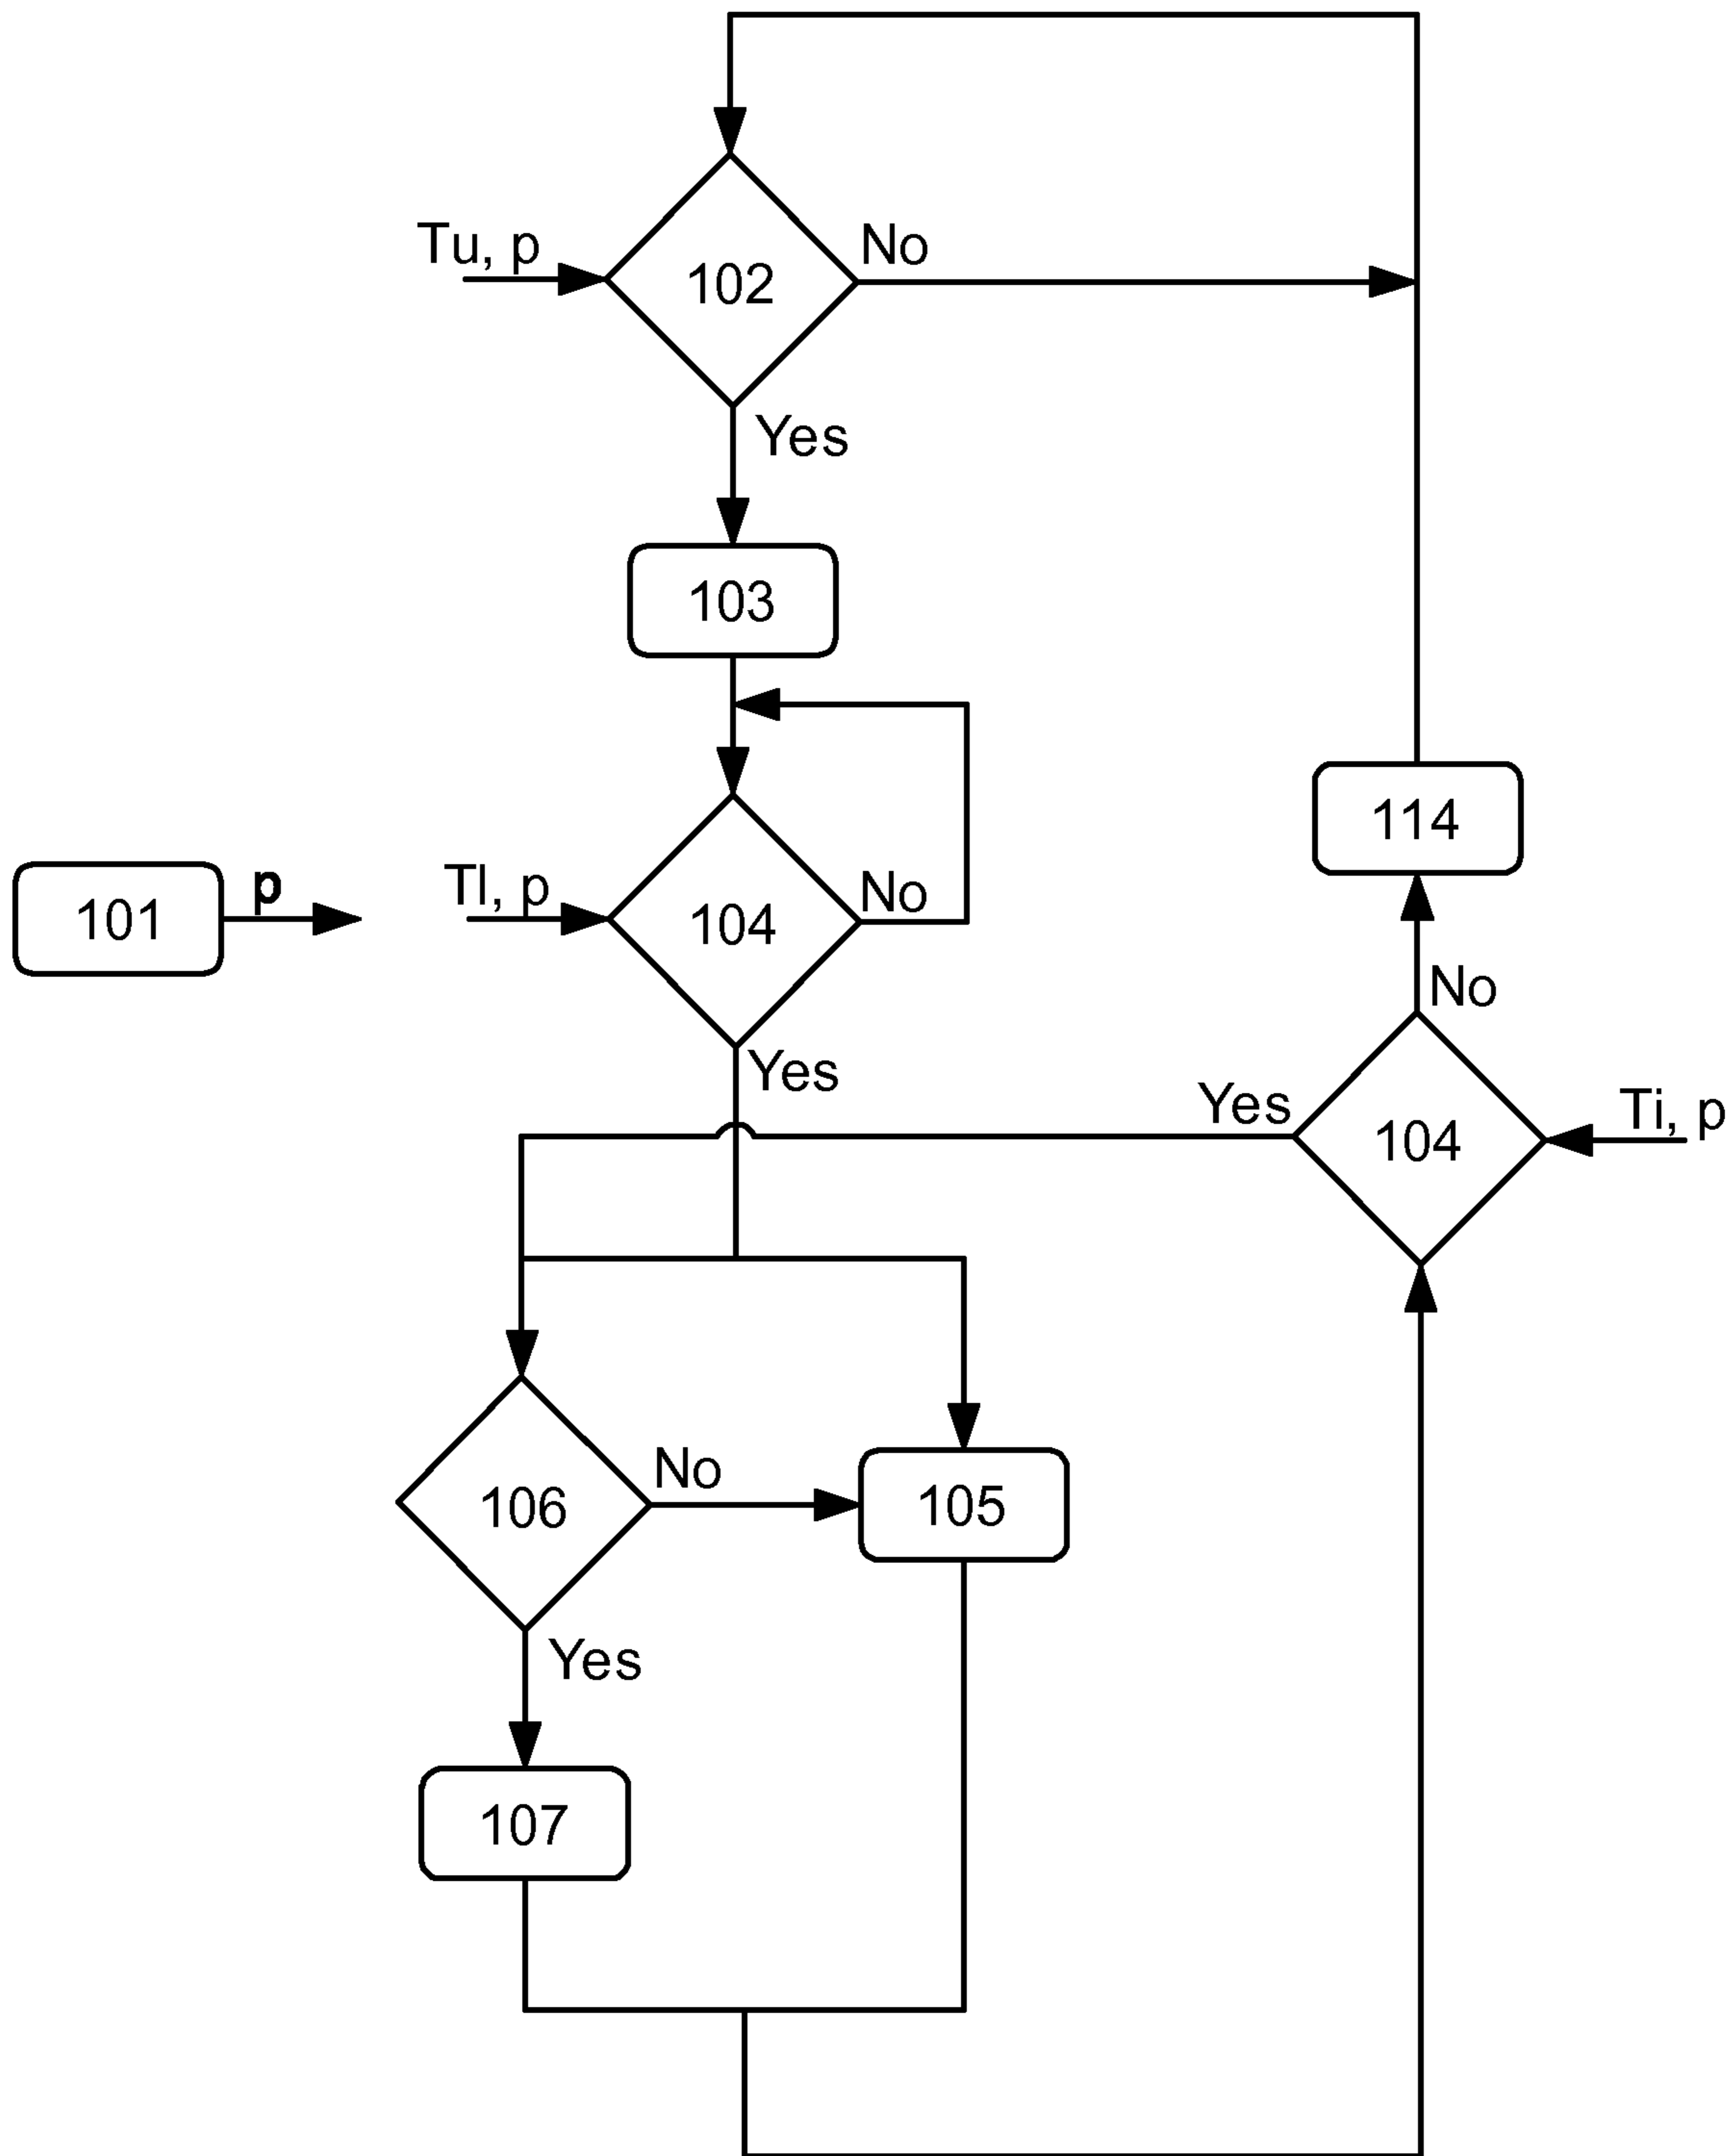 Tu, p
102
No
Yes
103
114
101
p
Tl, p
104
No
No
Yes
Yes
104
Ti, p
106
No
105
Yes
107